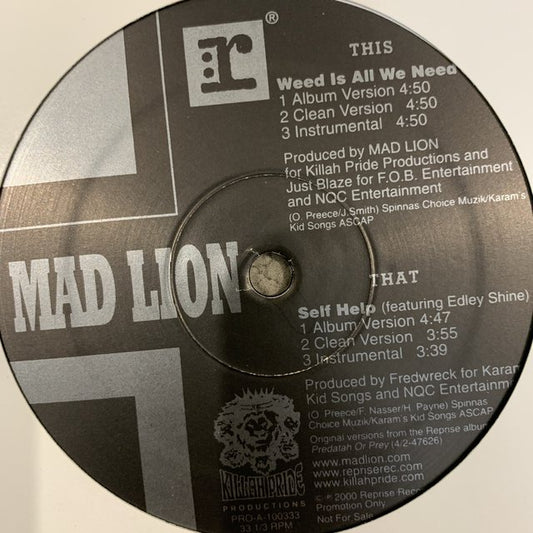 r®
THIS
Weed Is All We Need
1 Album Version 4:50
2 Clean Version 4:50
3 Instrumental 4:50
Produced by MAD LION
for Killah Pride Productions and
Just Blaze for F.O.B. Entertainment
and NQC Entertainment
(O. Preece/J.Smith) Spinnas Choice Muzik/Karam's
Kid Songs ASCAP
MAD LION
THAT
Self Help (featuring Edley Shine)
1 Album Version 4:47
2 Clean Version 3:55
3 Instrumental 3:39
Produced by Fredwreck for Karam
Kid Songs and NQC Entertainme
(O. Preece/F. Nasser/H. Payne) Spinnas
Choice Muzik/Karam's Kid Songs ASCAP
Original versions from the Reprise album
Predatah Or Prey (4/2-47626)
www.madlion.com
www.repriserec.com
www.killahpride.com
© ℗ 2000 Reprise Rec
Promotion Only
Not For Sale
KILLAH PRIDE
PRODUCTIONS
PRO-A-100333
33 1/3 RPM